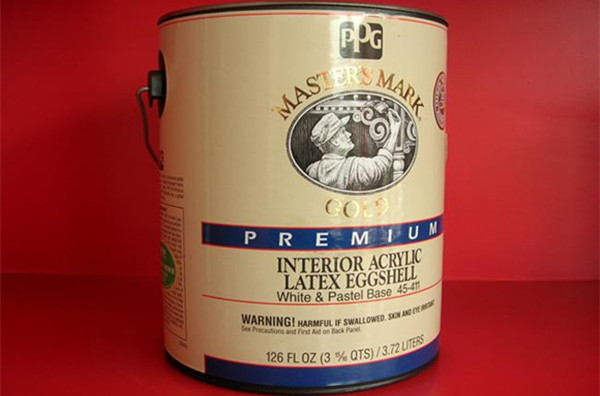 PPG
MASTER'S MARK
GOLD
PREMIUM
INTERIOR ACRYLIC
LATEX EGGSHELL
White & Pastel Base 45-411
WARNING! HARMFUL IF SWALLOWED. SKIN AND EYE IRRITANT.
See Precautions and First Aid on Back Panel.
126 FL OZ (3 15/16 QTS) / 3.72 LITERS